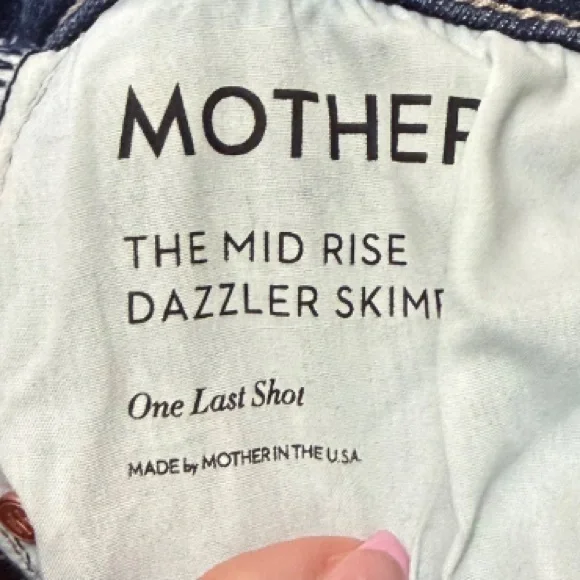 MOTHER
THE MID RISE
DAZZLER SKIMP
One Last Shot
MADE by MOTHER IN THE U.S.A.